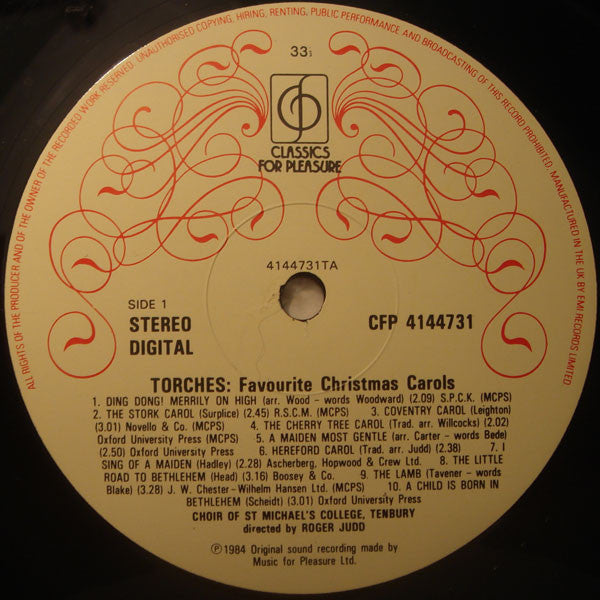 ALL RIGHTS OF THE PRODUCER AND OF THE OWNER OF THE RECORDED WORK RESERVED. UNAUTHORISED COPYING, HIRING, RENTING, PUBLIC PERFORMANCE AND BROADCASTING OF THIS RECORD PROHIBITED. MANUFACTURED IN THE UK BY EMI RECORDS LIMITED
33⅓
CLASSICS
FOR PLEASURE
4144731TA
SIDE 1
STEREO
DIGITAL
CFP 4144731
TORCHES: Favourite Christmas Carols
1. DING DONG! MERRILY ON HIGH (arr. Wood – words Woodward) (2.09) S.P.C.K. (MCPS)
2. THE STORK CAROL (Surplice) (2.45) R.S.C.M. (MCPS) 3. COVENTRY CAROL (Leighton)
(3.01) Novello & Co. (MCPS) 4. THE CHERRY TREE CAROL (Trad. arr. Willcocks) (2.02)
Oxford University Press (MCPS) 5. A MAIDEN MOST GENTLE (arr. Carter – words Bede)
(2.50) Oxford University Press 6. HEREFORD CAROL (Trad. arr. Judd) (2.38) 7. I
SING OF A MAIDEN (Hadley) (2.28) Ascherberg, Hopwood & Crew Ltd. 8. THE LITTLE
ROAD TO BETHLEHEM (Head) (3.16) Boosey & Co. 9. THE LAMB (Tavener – words
Blake) (3.28) J. W. Chester–Wilhelm Hansen Ltd. (MCPS) 10. A CHILD IS BORN IN
BETHLEHEM (Scheidt) (3.01) Oxford University Press
CHOIR OF ST MICHAEL'S COLLEGE, TENBURY
directed by ROGER JUDD
℗ 1984 Original sound recording made by
Music for Pleasure Ltd.